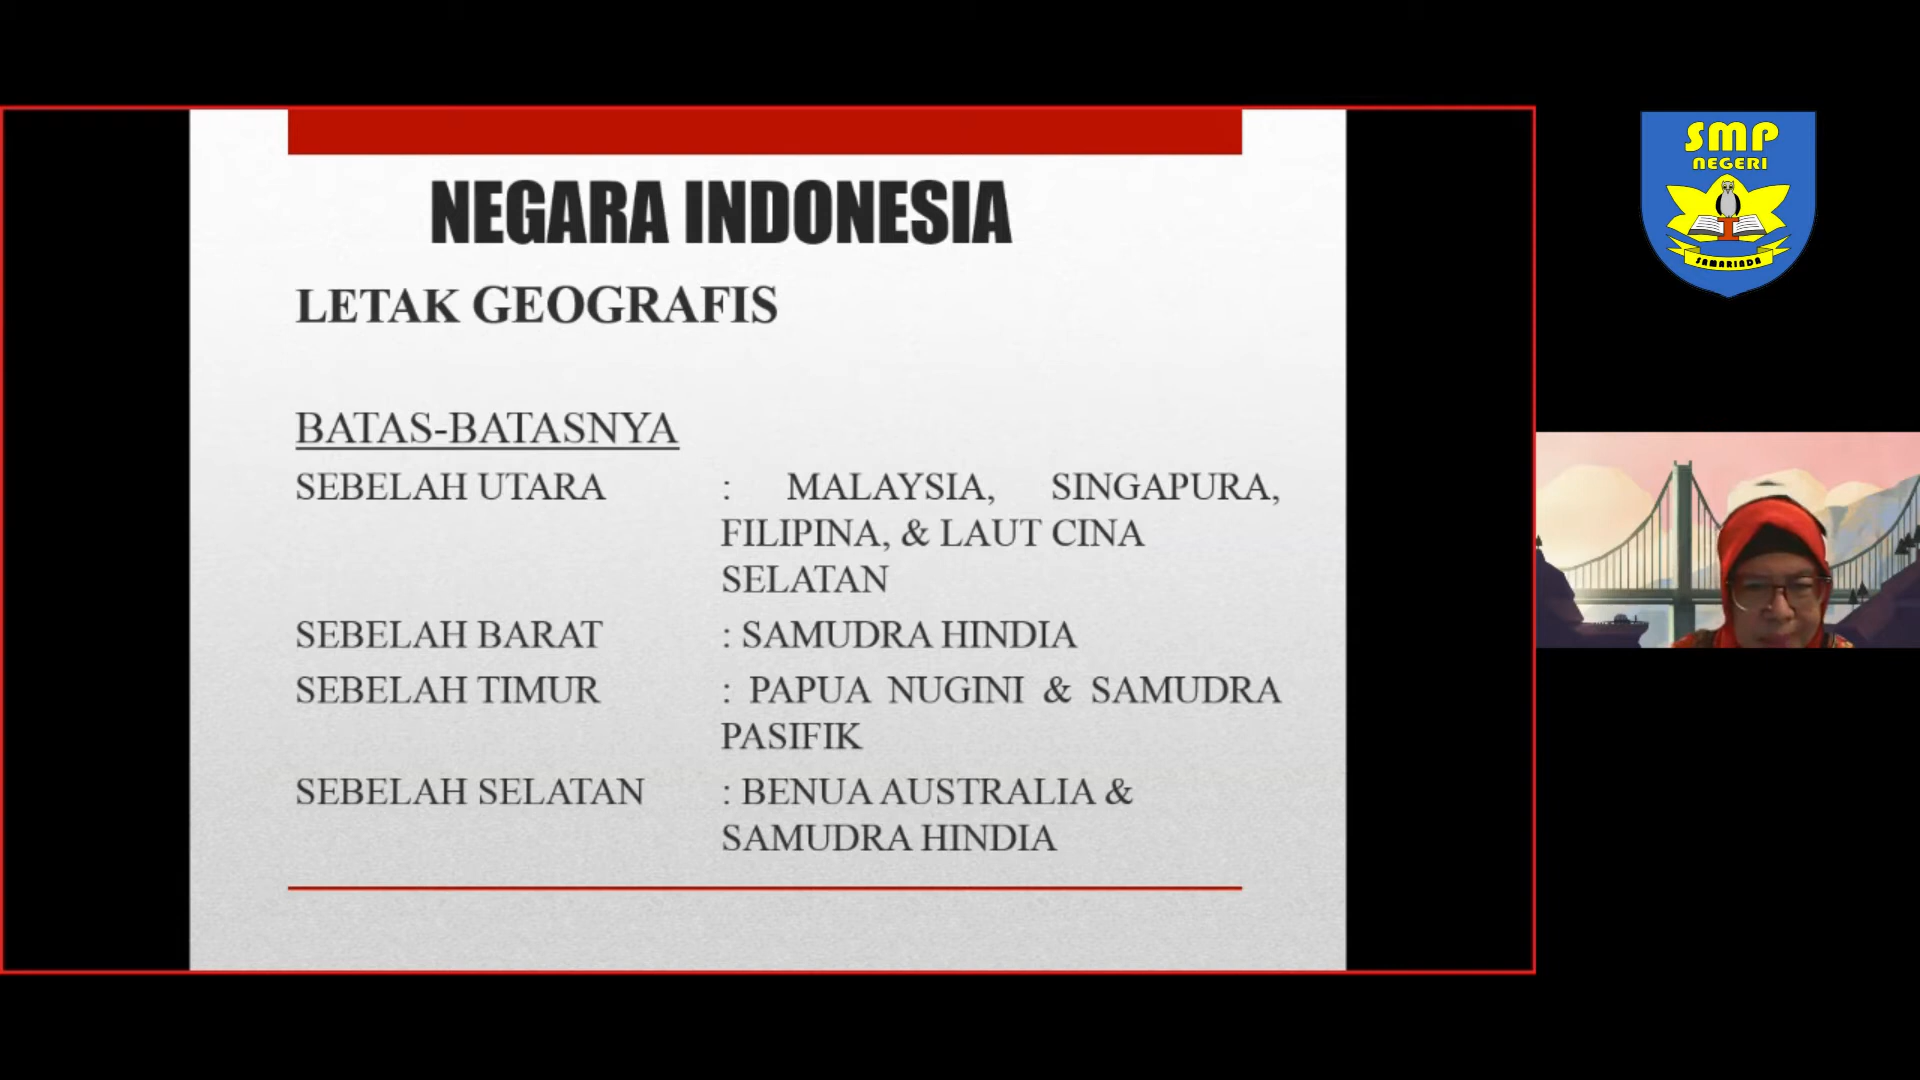 NEGARA INDONESIA
LETAK GEOGRAFIS
BATAS-BATASNYA
SEBELAH UTARA : MALAYSIA, SINGAPURA,
FILIPINA, & LAUT CINA
SELATAN
SEBELAH BARAT : SAMUDRA HINDIA
SEBELAH TIMUR : PAPUA NUGINI & SAMUDRA
PASIFIK
SEBELAH SELATAN : BENUA AUSTRALIA &
SAMUDRA HINDIA
SMP
NEGERI
I
SAMARINDA